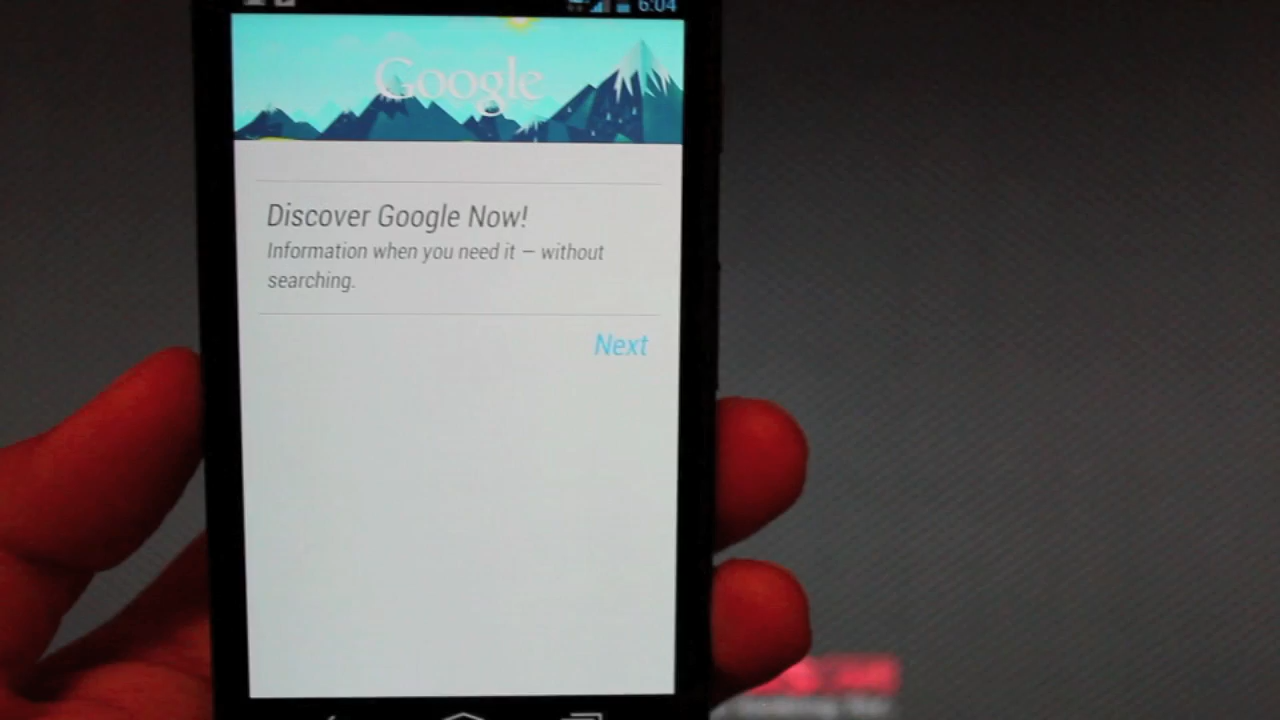 6:04
Google
Discover Google Now!
Information when you need it — without
searching.
Next